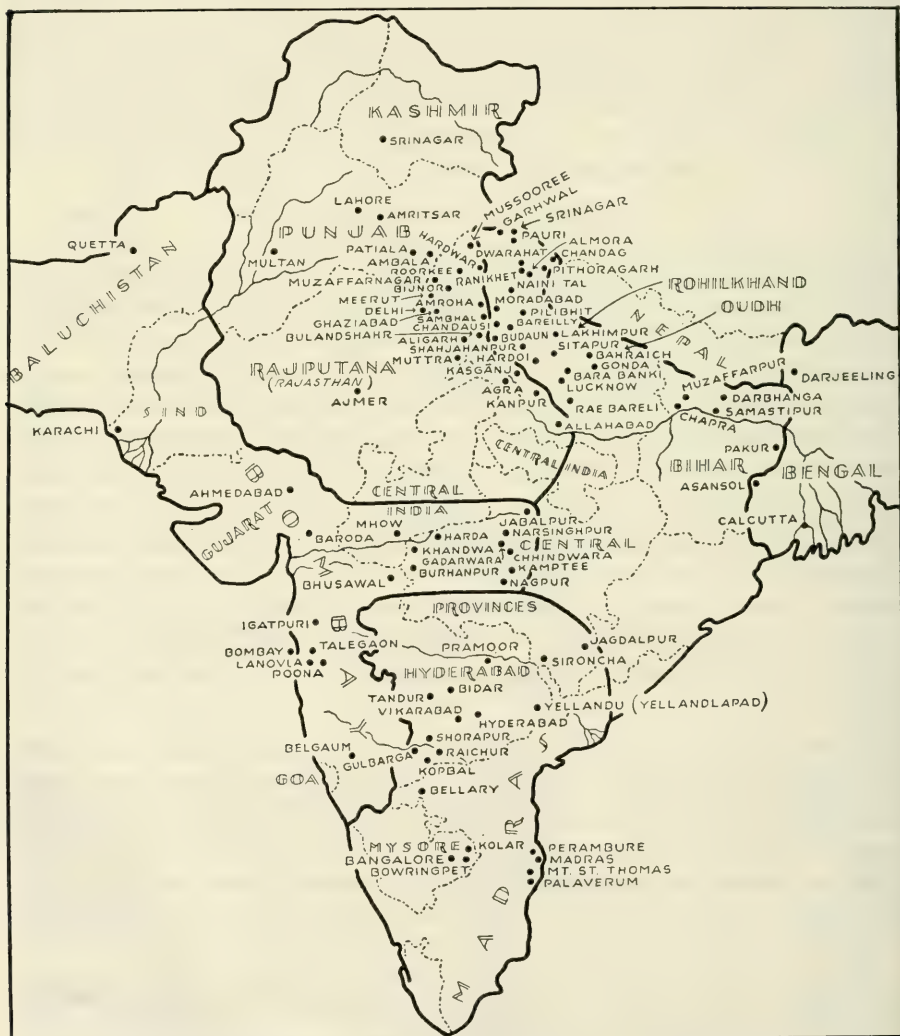 KASHMIR
SRINAGAR
LAHORE
AMRITSAR
MUSSOOREE
GARHWAL
SRINAGAR
PAURI
PUNJAB
HARDWAR
ALMORA
QUETTA
MULTAN
PATIALA
DWARAHAT
CHANDAG
AMBALA
ROORKEE
RANIKHET
PITHORAGARH
MUZAFFARNAGAR
NAINI TAL
BIJNOR
ROHILKHAND
MEERUT
AMROHA
MORADABAD
OUDH
BALUCHISTAN
DELHI
SAMBHAL
PILIBHIT
NEPAL
GHAZIABAD
CHANDAUSI
BAREILLY
BULANDSHAHR
ALIGARH
BUDAUN
LAKHIMPUR
SHAHJAHANPUR
SITAPUR
MUTTRA
HARDOI
BAHRAICH
RAJPUTANA
(RAJASTHAN)
KASGANJ
GONDA
MUZAFFARPUR
DARJEELING
AGRA
BARA BANKI
LUCKNOW
AJMER
KANPUR
RAE BARELI
DARBHANGA
SIND
CHAPRA
SAMASTIPUR
KARACHI
ALLAHABAD
CENTRAL INDIA
PAKUR
BIHAR
BENGAL
AHMEDABAD
CENTRAL
INDIA
ASANSOL
GUJARAT
MHOW
JABALPUR
CALCUTTA
BARODA
HARDA
NARSINGHPUR
KHANDWA
CENTRAL
GADARWARA
CHHINDWARA
BURHANPUR
KAMPTEE
BHUSAWAL
NAGPUR
PROVINCES
IGATPURI
BOMBAY
BOMBAY
TALEGAON
PRAMOOR
JAGDALPUR
LANOVLA
SIRONCHA
POONA
HYDERABAD
BIDAR
TANDUR
YELLANDU (YELLANDLAPAD)
VIKARABAD
HYDERABAD
SHORAPUR
BELGAUM
GULBARGA
RAICHUR
GOA
KOPBAL
BELLARY
MADRAS
MYSORE
KOLAR
PERAMBURE
BANGALORE
MADRAS
BOWRINGPET
MT. ST. THOMAS
PALAVERUM